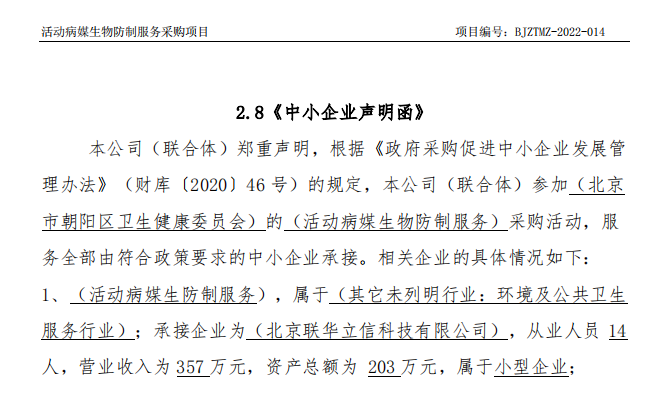 活动病媒生物防制服务采购项目 项目编号：BJZTMZ-2022-014
2.8《中小企业声明函》
本公司（联合体）郑重声明，根据《政府采购促进中小企业发展管
理办法》（财库〔2020〕46 号）的规定，本公司（联合体）参加（北京
市朝阳区卫生健康委员会）的（活动病媒生物防制服务）采购活动，服
务全部由符合政策要求的中小企业承接。相关企业的具体情况如下：
1、（活动病媒生防制服务），属于（其它未列明行业：环境及公共卫生
服务行业）；承接企业为（北京联华立信科技有限公司），从业人员 14
人，营业收入为 357 万元，资产总额为 203 万元，属于小型企业；